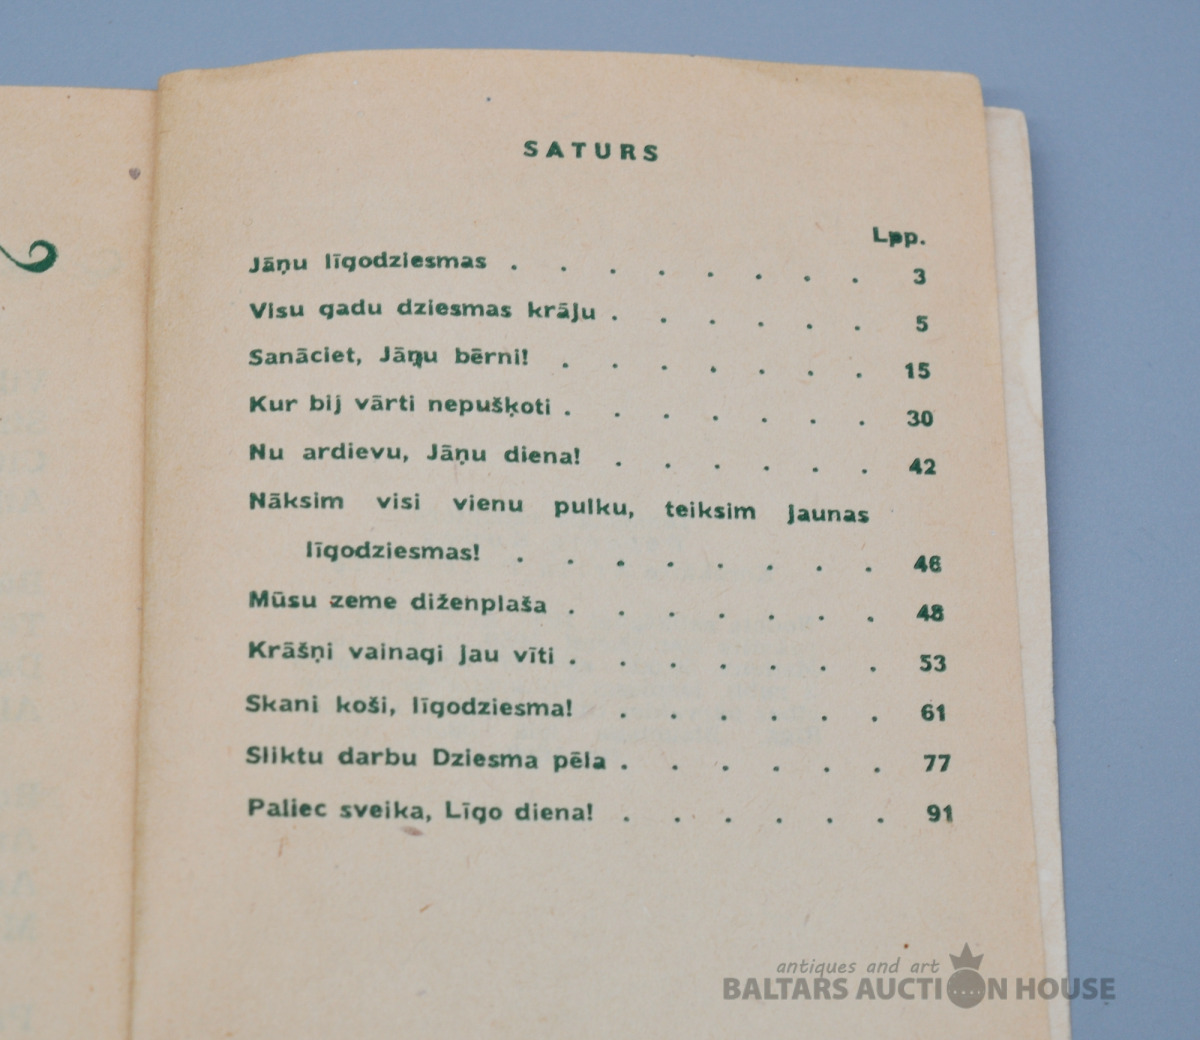 SATURS
Lpp.
Jāņu līgodziesmas . . . . . . . . 3
Visu gadu dziesmas krāju . . . . . . 5
Sanāciet, Jāņu bērni! . . . . . . . 15
Kur bij vārti nepušķoti . . . . . . . 30
Nu ardievu, Jāņu diena! . . . . . . 42
Nāksim visi vienu pulku, teiksim jaunas
līgodziesmas! . . . . . . . . 46
Mūsu zeme diženplaša . . . . . . . 48
Krāšņi vainagi jau vīti . . . . . . . 53
Skani koši, līgodziesma! . . . . . . 61
Sliktu darbu Dziesma pēla . . . . . . 77
Paliec sveika, Līgo diena! . . . . . . 91
antiques and art
BALTARS AUCTION HOUSE